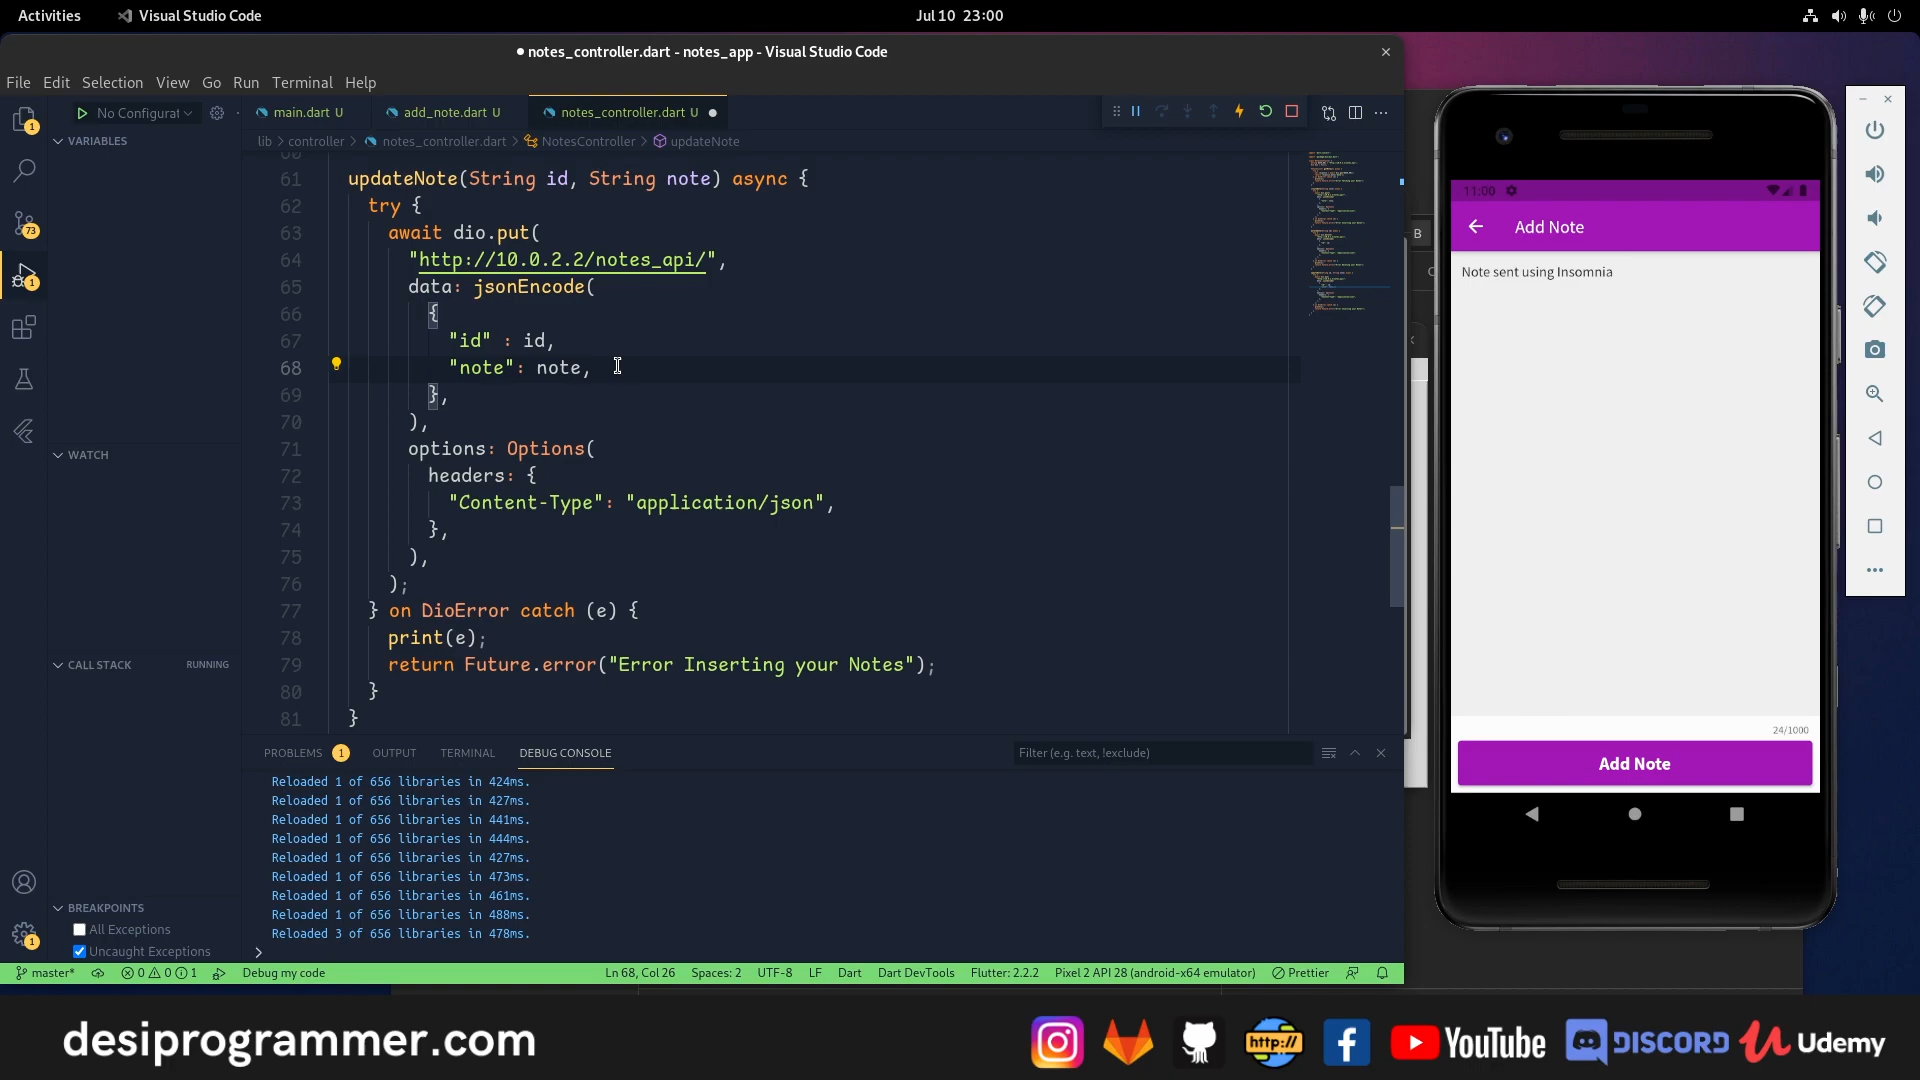 Activities
Visual Studio Code
Jul 10 23:00
● notes_controller.dart - notes_app - Visual Studio Code
File Edit Selection View Go Run Terminal Help
No Configurat
main.dart U
add_note.dart U
notes_controller.dart U
lib > controller > notes_controller.dart > NotesController > updateNote
VARIABLES
WATCH
CALL STACK
RUNNING
BREAKPOINTS
All Exceptions
Uncaught Exceptions
1
73
1
1
60
61 updateNote(String id, String note) async {
62 try {
63 await dio.put(
64 "http://10.0.2.2/notes_api/",
65 data: jsonEncode(
66 {
67 "id" : id,
68 "note": note,
69 },
70 ),
71 options: Options(
72 headers: {
73 "Content-Type": "application/json",
74 },
75 ),
76 );
77 } on DioError catch (e) {
78 print(e);
79 return Future.error("Error Inserting your Notes");
80 }
81 }
PROBLEMS 1 OUTPUT TERMINAL DEBUG CONSOLE
Filter (e.g. text, !exclude)
Reloaded 1 of 656 libraries in 424ms.
Reloaded 1 of 656 libraries in 427ms.
Reloaded 1 of 656 libraries in 441ms.
Reloaded 1 of 656 libraries in 444ms.
Reloaded 1 of 656 libraries in 427ms.
Reloaded 1 of 656 libraries in 473ms.
Reloaded 1 of 656 libraries in 461ms.
Reloaded 1 of 656 libraries in 488ms.
Reloaded 3 of 656 libraries in 478ms.
>
master* 0 0 1 Debug my code
Ln 68, Col 26 Spaces: 2 UTF-8 LF Dart Dart DevTools Flutter: 2.2.2 Pixel 2 API 28 (android-x64 emulator) Prettier
B
11:00
Add Note
Note sent using Insomnia
24/1000
Add Note
desiprogrammer.com
http://
YouTube
DISCORD
Udemy